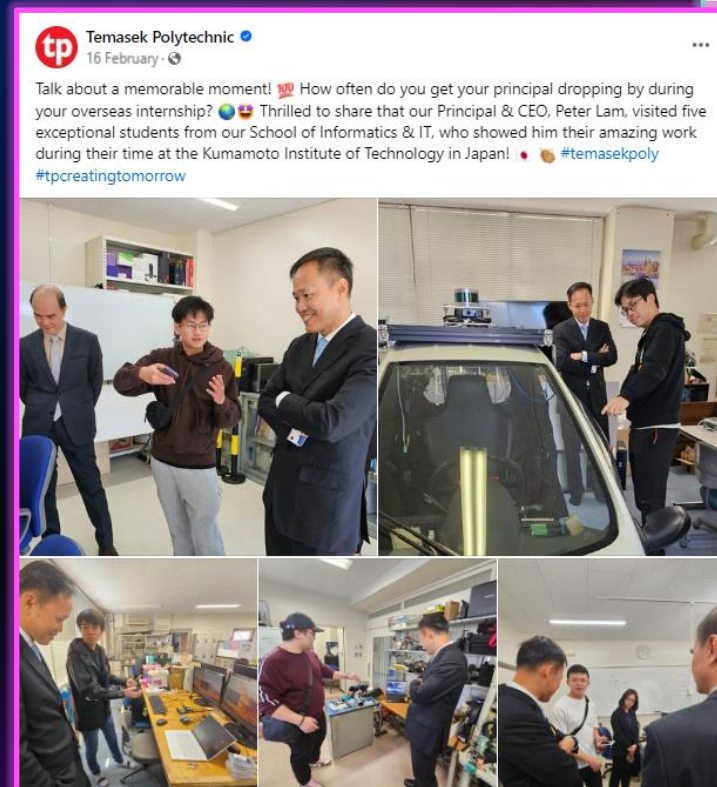 tp
Temasek Polytechnic
16 February ·
Talk about a memorable moment! 💯 How often do you get your principal dropping by during
your overseas internship? 🌏🤩 Thrilled to share that our Principal & CEO, Peter Lam, visited five
exceptional students from our School of Informatics & IT, who showed him their amazing work
during their time at the Kumamoto Institute of Technology in Japan! 🇯🇵 👏🏽 #temasekpoly
#tpcreatingtomorrow